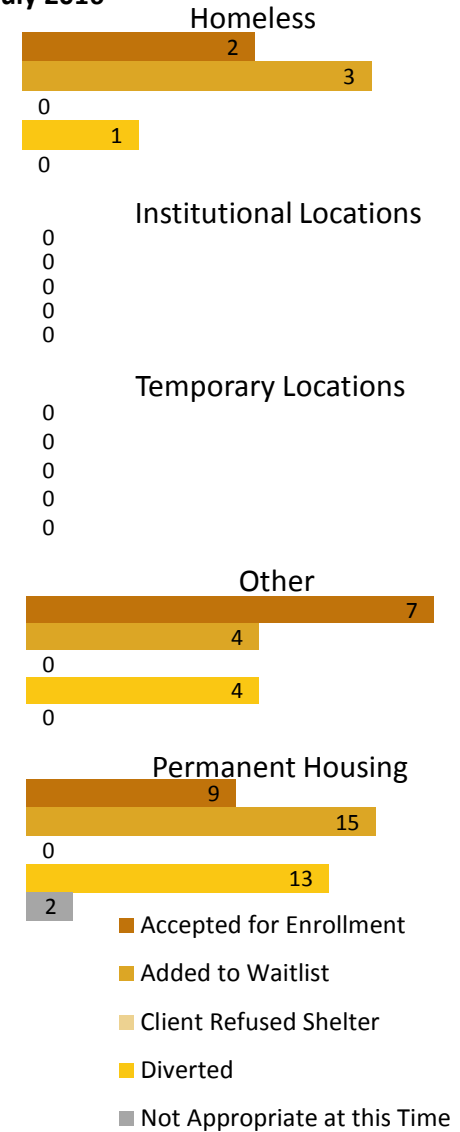 2016
Homeless
2
3
0
1
0
Institutional Locations
0
0
0
0
0
Temporary Locations
0
0
0
0
0
Other
7
4
0
4
0
Permanent Housing
9
15
0
13
2
Accepted for Enrollment
Added to Waitlist
Client Refused Shelter
Diverted
Not Appropriate at this Time